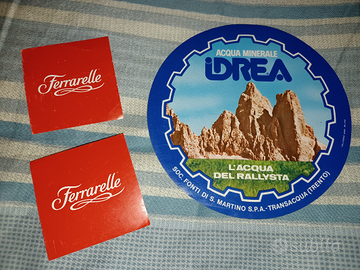 Ferrarelle
Ferrarelle
ACQUA MINERALE
iDREA
L'ACQUA
DEL RALLYSTA
SOC. FONTI DI S. MARTINO S.P.A. - TRANSACQUA (TRENTO)